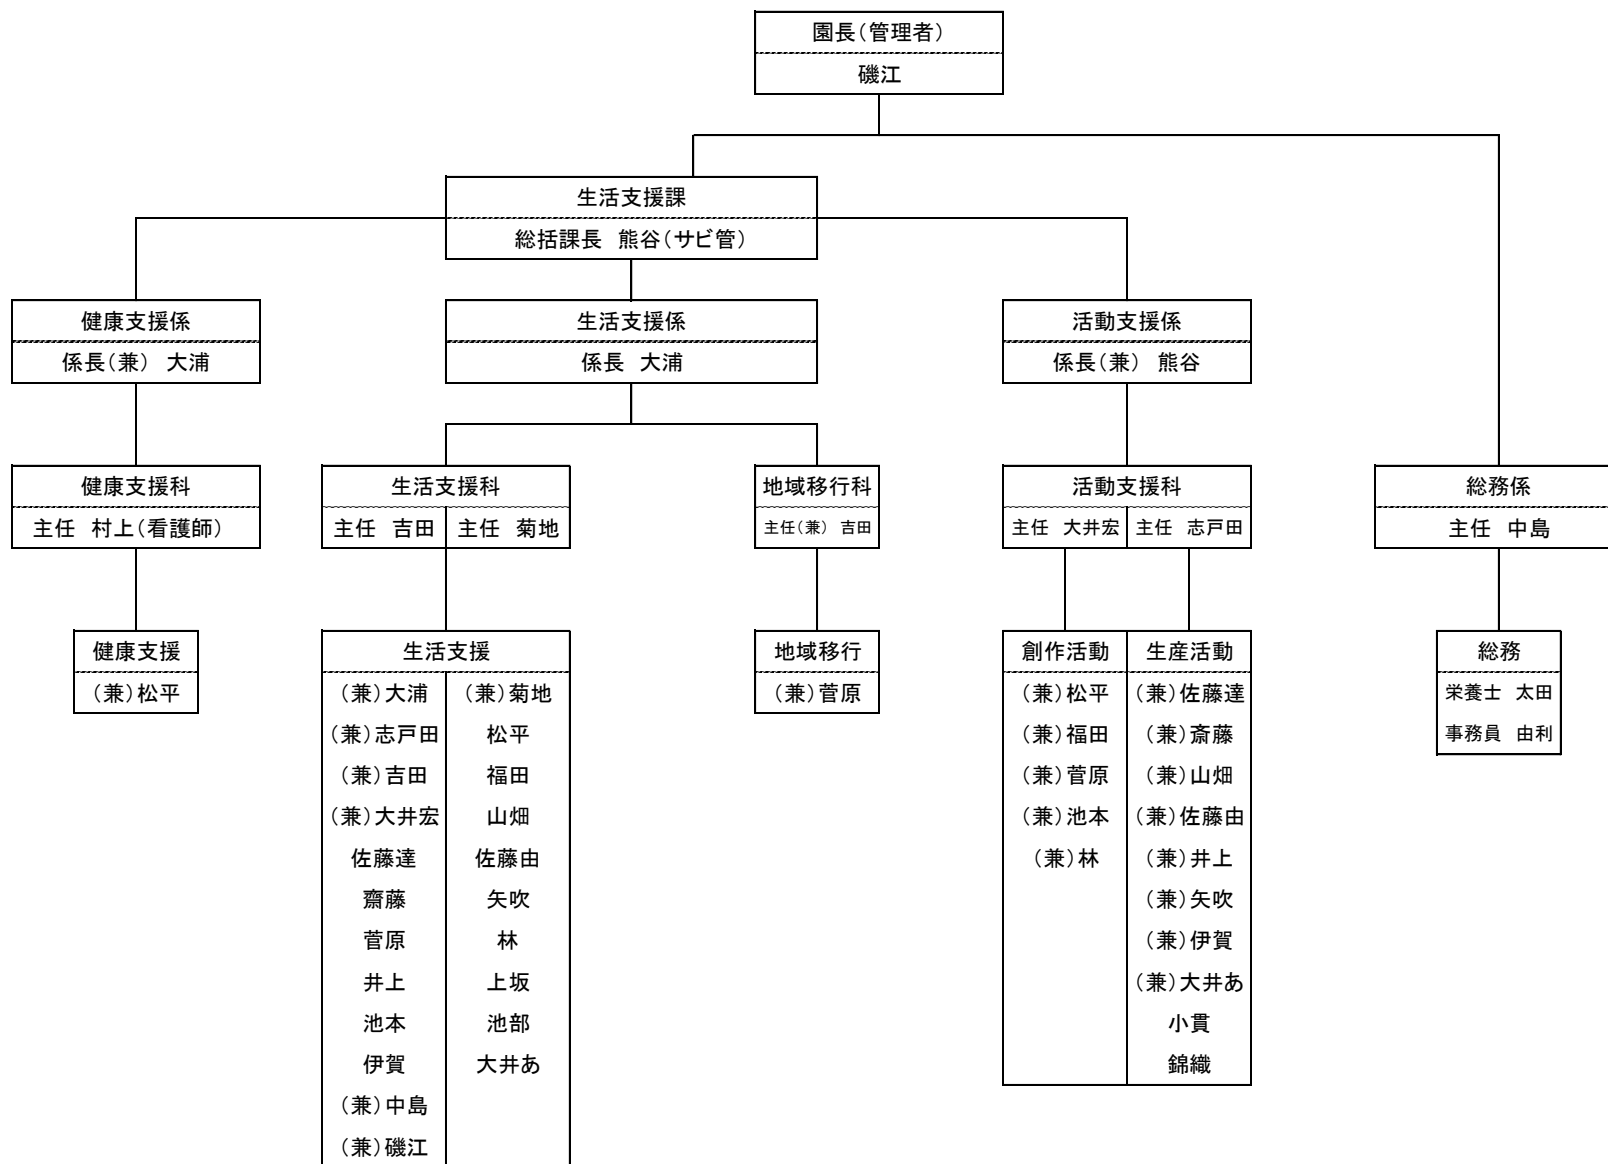 園長(管理者)
磯江
生活支援課
総括課長 熊谷(サビ管)
健康支援係
係長(兼) 大浦
生活支援係
係長 大浦
活動支援係
係長(兼) 熊谷
健康支援科
主任 村上(看護師)
生活支援科
主任 吉田 主任 菊地
地域移行科
主任(兼) 吉田
活動支援科
主任 大井宏 主任 志戸田
総務係
主任 中島
健康支援
(兼)松平
生活支援
(兼)大浦 (兼)菊地
(兼)志戸田 松平
(兼)吉田 福田
(兼)大井宏 山畑
佐藤達 佐藤由
齋藤 矢吹
菅原 林
井上 上坂
池本 池部
伊賀 大井あ
(兼)中島
(兼)磯江
地域移行
(兼)菅原
創作活動 生産活動
(兼)松平 (兼)佐藤達
(兼)福田 (兼)斎藤
(兼)菅原 (兼)山畑
(兼)池本 (兼)佐藤由
(兼)林 (兼)井上
(兼)矢吹
(兼)伊賀
(兼)大井あ
小貫
錦織
総務
栄養士 太田
事務員 由利